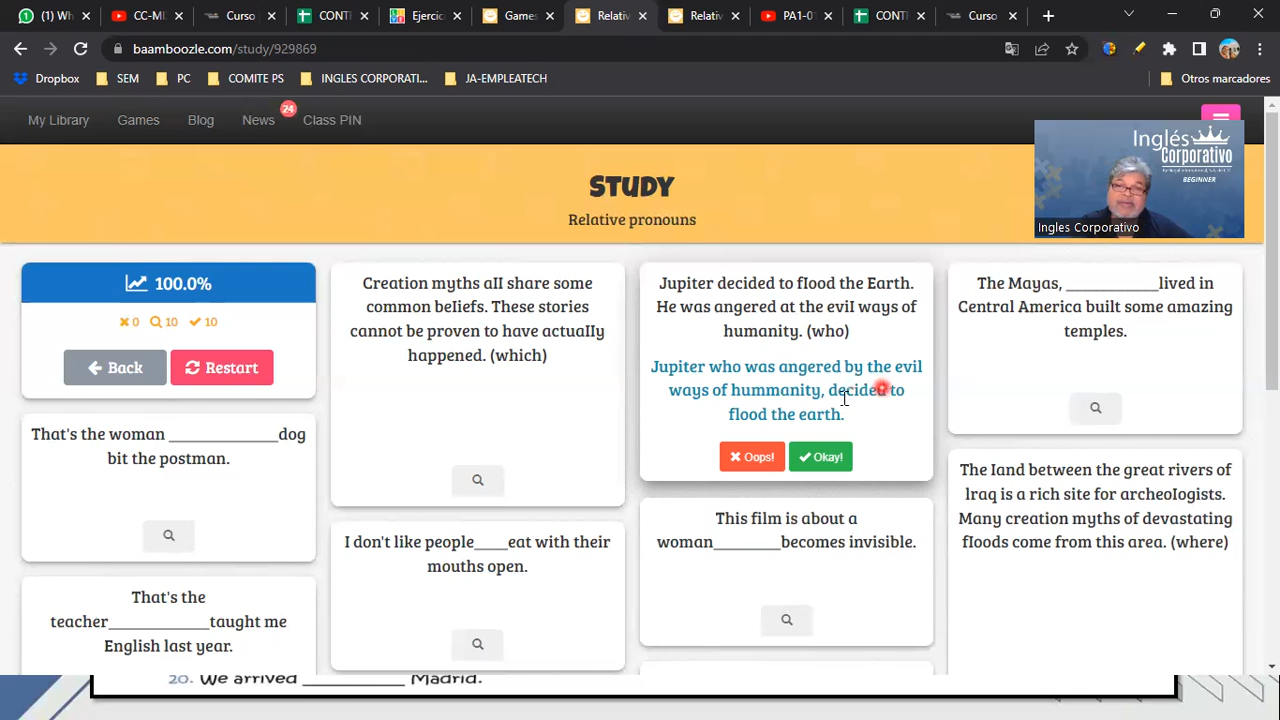 (1) Wh
CC-ML
Curso
CONTI
Ejercic
Games
Relativ
Relativ
PA1-0
CONTI
Curso
baamboozle.com/study/929869
Dropbox
SEM
PC
COMITE PS
INGLES CORPORATI...
JA-EMPLEATECH
Otros marcadores
My Library
Games
Blog
News
24
Class PIN
Inglés
Corporativo
BEGINNER
Ingles Corporativo
STUDY
Relative pronouns
100.0%
0
10
10
Back
Restart
That's the woman ______________dog
bit the postman.
That's the
teacher_____________taught me
English last year.
Creation myths all share some
common beliefs. These stories
cannot be proven to have actually
happened. (which)
I don't like people____eat with their
mouths open.
Jupiter decided to flood the Earth.
He was angered at the evil ways of
humanity. (who)
Jupiter who was angered by the evil
ways of hummanity, decided to
flood the earth.
Oops!
Okay!
This film is about a
woman________becomes invisible.
The Mayas, ___________lived in
Central America built some amazing
temples.
The land between the great rivers of
Iraq is a rich site for archeologists.
Many creation myths of devastating
floods come from this area. (where)
20. We arrived __________ Madrid.